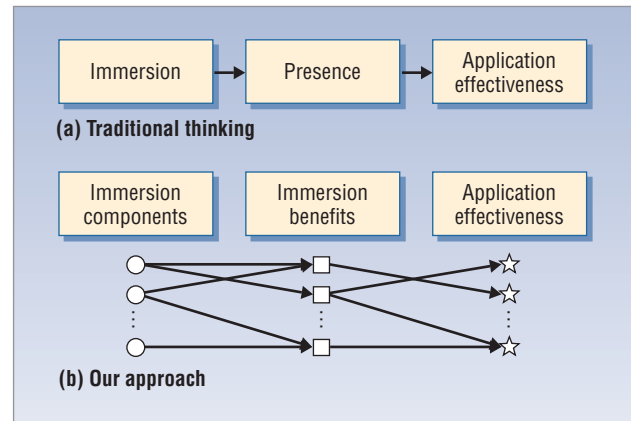 Immersion
Presence
Application
effectiveness
(a) Traditional thinking
Immersion
components
Immersion
benefits
Application
effectiveness
(b) Our approach